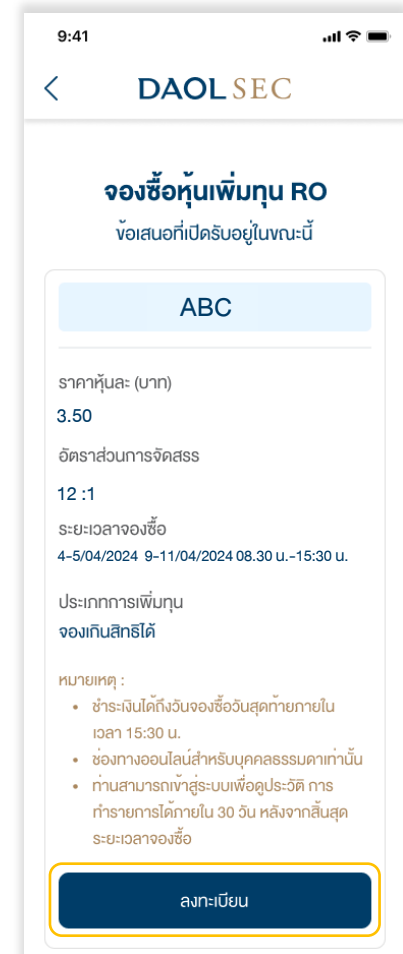 9:41
DAOL SEC
จองซื้อหุ้นเพิ่มทุน RO
ข้อเสนอที่เปิดรับอยู่ในขณะนี้
ABC
ราคาหุ้นละ (บาท)
3.50
อัตราส่วนการจัดสรร
12 :1
ระยะเวลาจองซื้อ
4-5/04/2024 9-11/04/2024 08.30 น.-15:30 น.
ประเภทการเพิ่มทุน
จองเกินสิทธิได้
หมายเหตุ :
• ชำระเงินได้ถึงวันจองซื้อวันสุดท้ายภายใน
เวลา 15:30 น.
• ช่องทางออนไลน์สำหรับบุคคลธรรมดาเท่านั้น
• ท่านสามารถเข้าสู่ระบบเพื่อดูประวัติ การ
ทำรายการได้ภายใน 30 วัน หลังจากสิ้นสุด
ระยะเวลาจองซื้อ
ลงทะเบียน